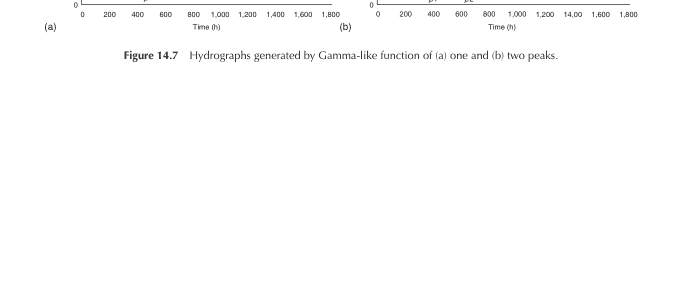 0 0
0 200 400 600 800 1,000 1,200 1,400 1,600 1,800 0 200 400 600 800 1,000 1,200 14,00 1,600 1,800
(a) Time (h) (b) Time (h)
Figure 14.7 Hydrographs generated by Gamma-like function of (a) one and (b) two peaks.